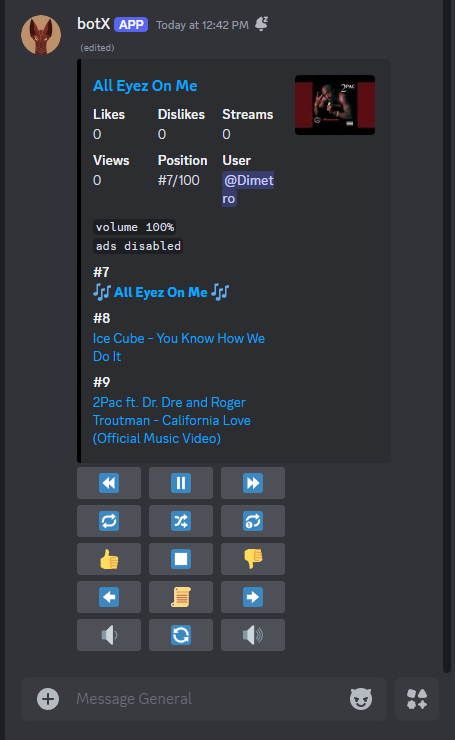 botX APP Today at 12:42 PM
(edited)
All Eyez On Me
Likes Dislikes Streams
0 0 0
Views Position User
0 #7/100 @Dimet
ro
volume 100%
ads disabled
#7
🎶 All Eyez On Me 🎶
#8
Ice Cube - You Know How We
Do It
#9
2Pac ft. Dr. Dre and Roger
Troutman - California Love
(Official Music Video)
Message General
2PAC